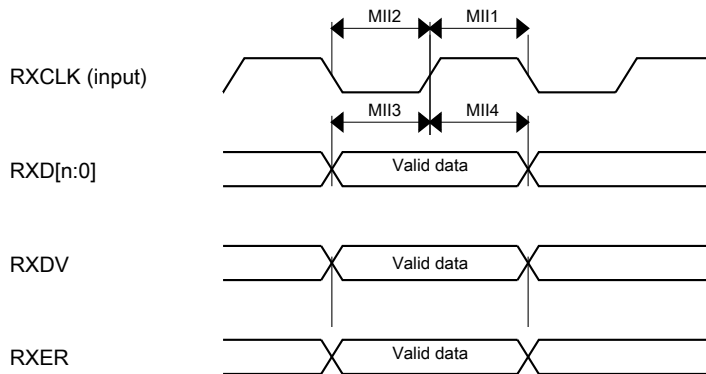 MII2 MII1
RXCLK (input)
MII3 MII4
RXD[n:0] Valid data
RXDV Valid data
RXER Valid data